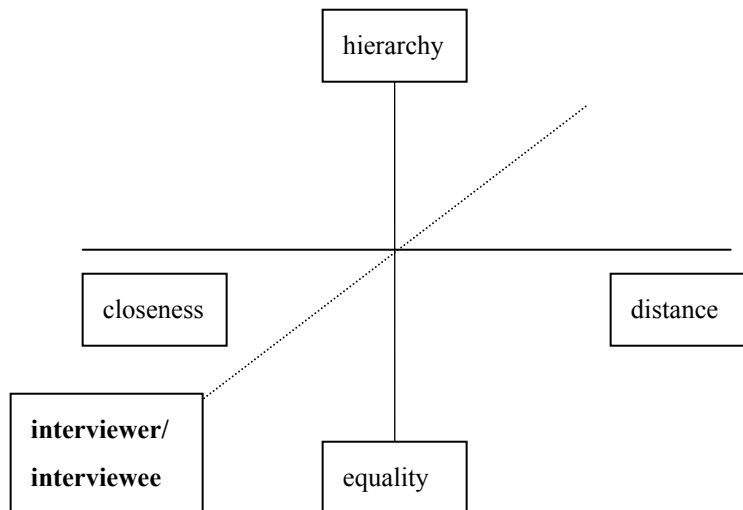 hierarchy
closeness
distance
interviewer/
interviewee
equality